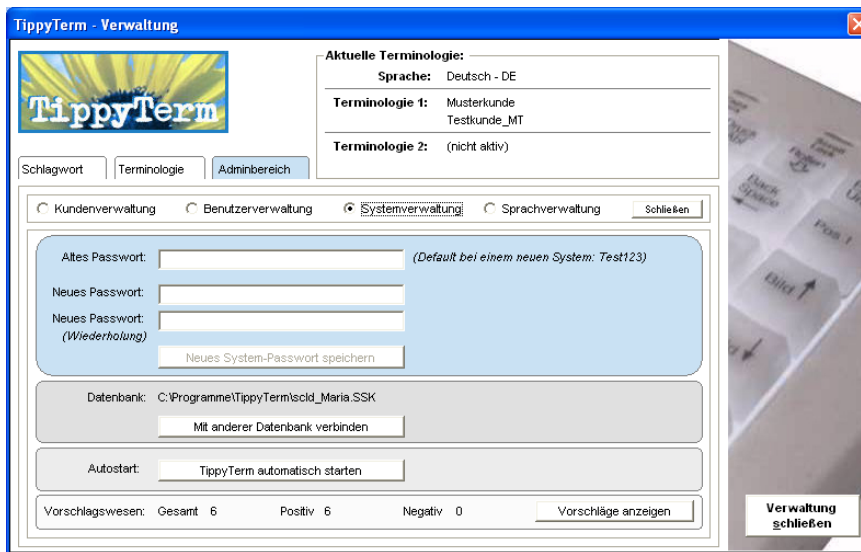 TippyTerm - Verwaltung
TippyTerm
Aktuelle Terminologie:
Sprache: Deutsch - DE
Terminologie 1: Musterkunde
Testkunde_MT
Terminologie 2: (nicht aktiv)
Schlagwort Terminologie Adminbereich
Kundenverwaltung Benutzerverwaltung Systemverwaltung Sprachverwaltung Schließen
Altes Passwort: (Default bei einem neuen System: Test123)
Neues Passwort:
Neues Passwort:
(Wiederholung)
Neues System-Passwort speichern
Datenbank: C:\Programme\TippyTerm\scld_Maria.SSK
Mit anderer Datenbank verbinden
Autostart: TippyTerm automatisch starten
Vorschlagswesen: Gesamt 6 Positiv 6 Negativ 0 Vorschläge anzeigen
Back
Space
Pos 1
Bild
Verwaltung
schließen